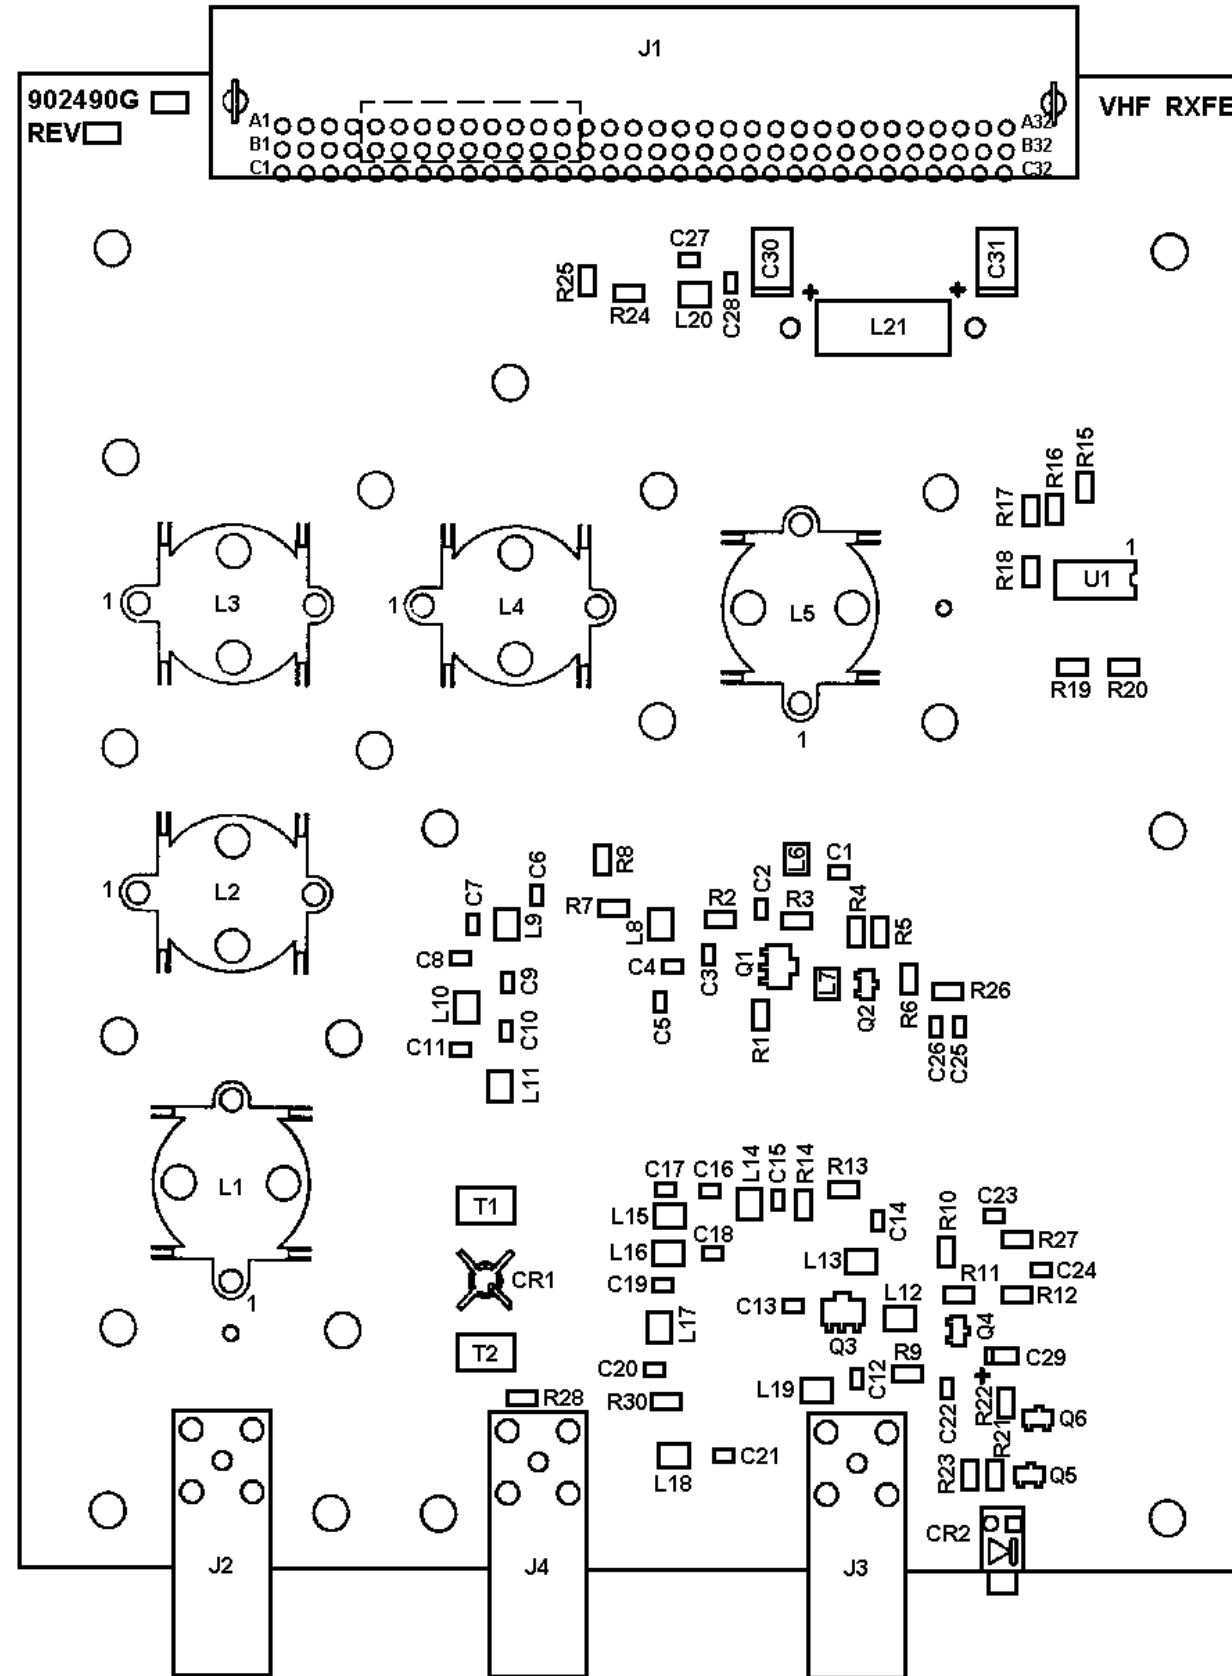 J1
902490G
REV
VHF RXFE
A1
A32
B1
B32
C1
C32
C27
C30
C31
R25
R24
L20
C28
+
+
L21
R15
R16
R17
R18
1
U1
1
L3
1
L4
L5
R19
R20
1
1
L2
R8
L6
C1
C6
C7
R7
L9
L8
R2
C2
R3
R4
R5
C8
C9
C4
C3
Q1
L7
Q2
R6
R26
L10
C10
C5
R1
C26
C25
C11
L11
L1
1
T1
CR1
T2
C17
C16
L14
C15
R14
R13
L15
C14
R10
C23
L16
C18
L13
R27
C19
C24
R11
R12
C13
L12
L17
Q3
Q4
C20
R9
C29
C12
L19
+
R28
R30
C22
R22
Q6
R21
C21
L18
R23
Q5
CR2
J2
J4
J3